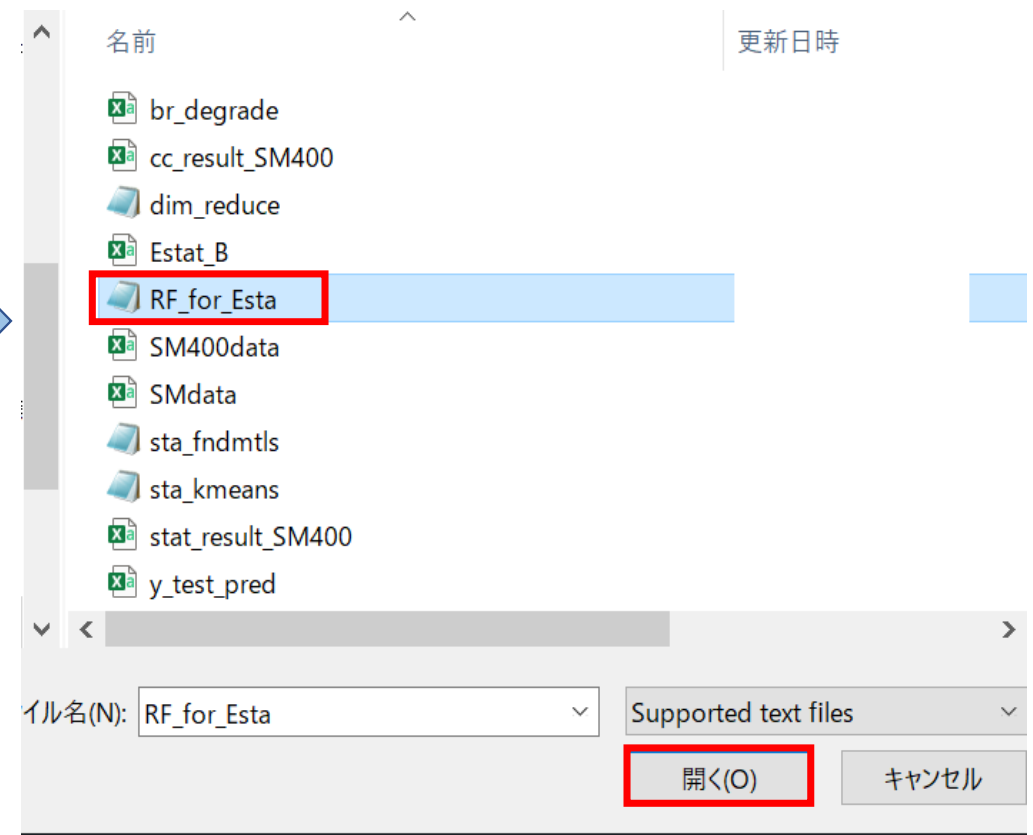 名前 更新日時
br_degrade
cc_result_SM400
dim_reduce
Estat_B
RF_for_Esta
SM400data
SMdata
sta_fndmtls
sta_kmeans
stat_result_SM400
y_test_pred
イル名(N): RF_for_Esta Supported text files
開く(O) キャンセル